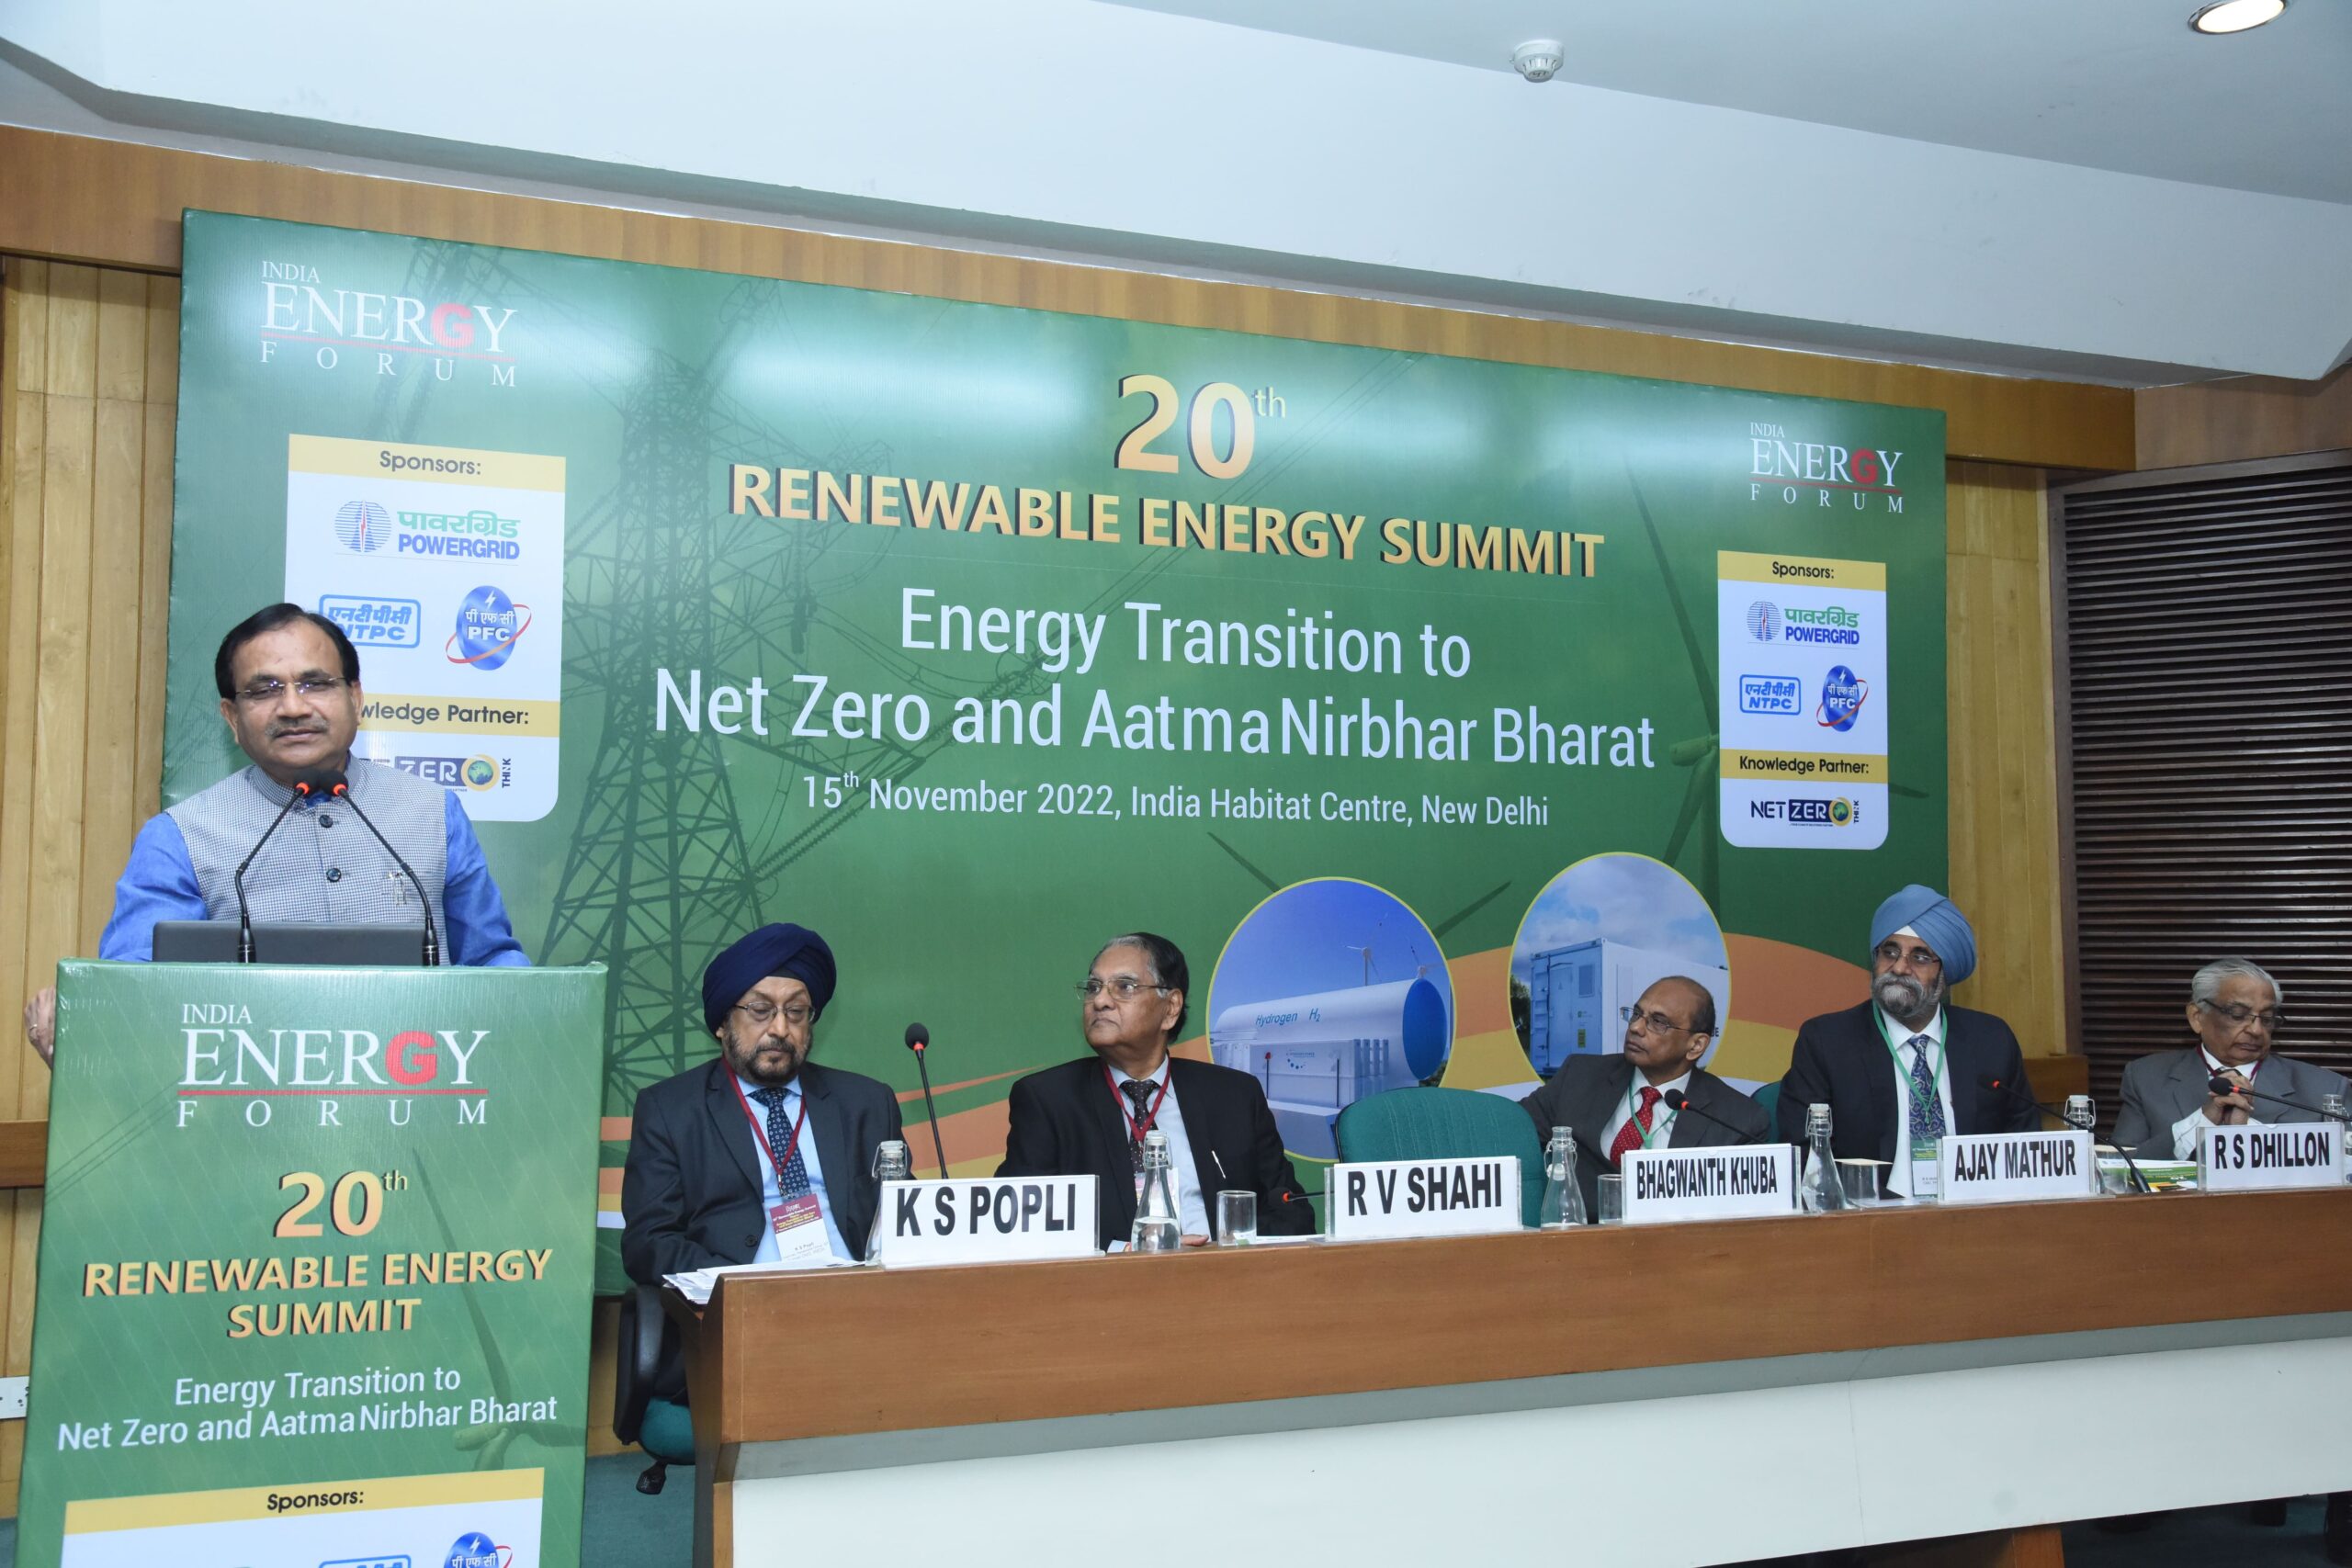 INDIA
ENERGY
FORUM
Sponsors:
पावरग्रिड
POWERGRID
एनटीपीसी
NTPC
पी एफ सी
PFC
wledge Partner:
ZERO
THINK
20th
RENEWABLE ENERGY SUMMIT
Energy Transition to
Net Zero and Aatma Nirbhar Bharat
15th November 2022, India Habitat Centre, New Delhi
INDIA
ENERGY
FORUM
Sponsors:
पावरग्रिड
POWERGRID
एनटीपीसी
NTPC
पी एफ सी
PFC
Knowledge Partner:
NET ZERO
THINK
Hydrogen H2
INDIA
ENERGY
FORUM
20th
RENEWABLE ENERGY
SUMMIT
Energy Transition to
Net Zero and Aatma Nirbhar Bharat
Sponsors:
पी एफ सी
K S POPLI
R V SHAHI
BHAGWANTH KHUBA
AJAY MATHUR
R S DHILLON